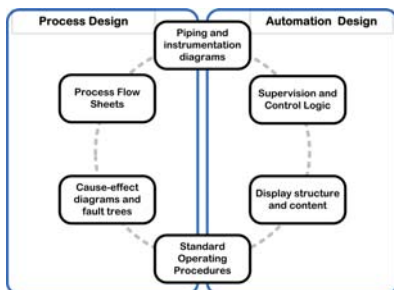 Process Design
Automation Design
Piping and
instrumentation
diagrams
Process Flow
Sheets
Supervision and
Control Logic
Cause-effect
diagrams and
fault trees
Display structure
and content
Standard
Operating
Procedures